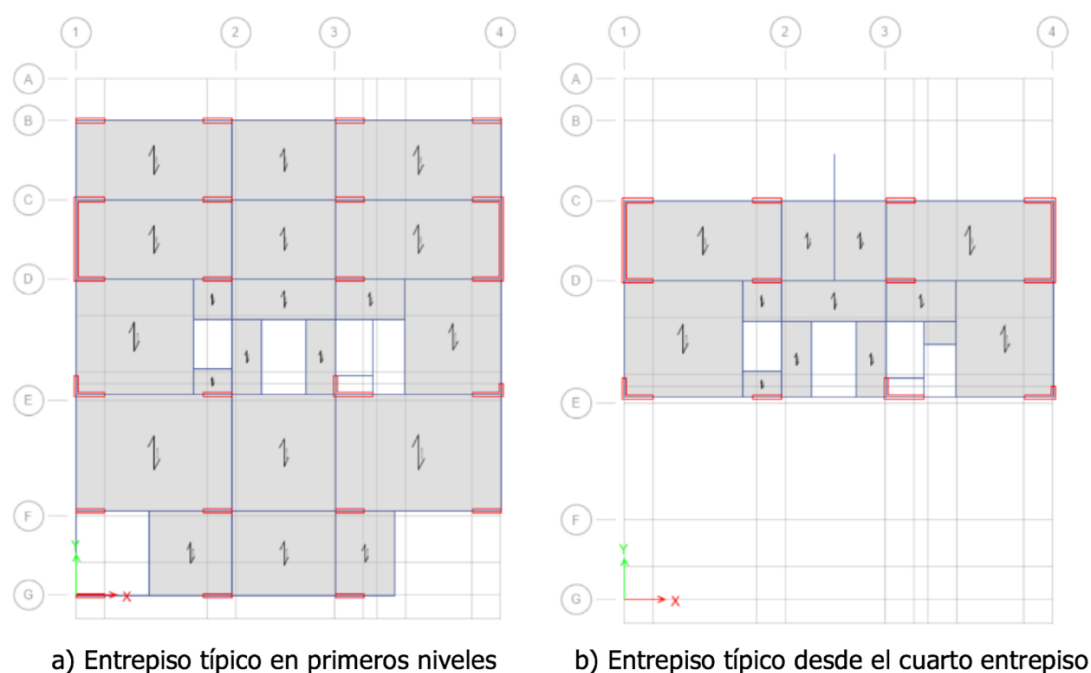 1 2 3 4
A
B
C
D
E
F
G
Y
X
a) Entrepiso típico en primeros niveles
1 2 3 4
A
B
C
D
E
F
G
Y
X
b) Entrepiso típico desde el cuarto entrepiso